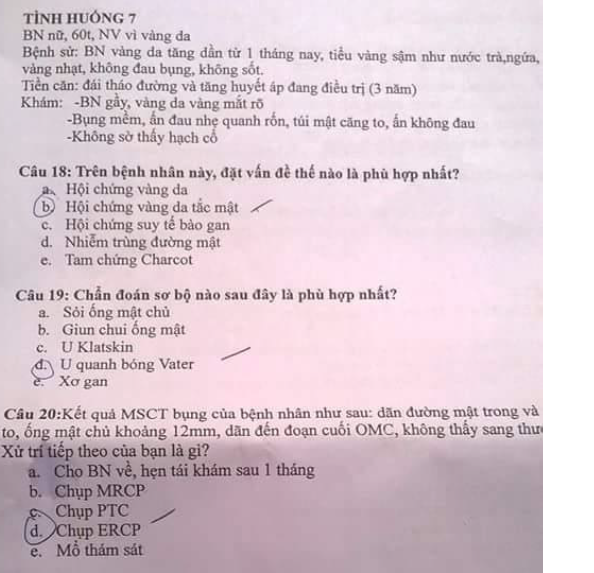 TÌNH HUỐNG 7
BN nữ, 60t, NV vì vàng da
Bệnh sử: BN vàng da tăng dần từ 1 tháng nay, tiểu vàng sậm như nước trà,ngứa,
vàng nhạt, không đau bụng, không sốt.
Tiền căn: đái tháo đường và tăng huyết áp đang điều trị (3 năm)
Khám: -BN gầy, vàng da vàng mắt rõ
-Bụng mềm, ấn đau nhẹ quanh rốn, túi mật căng to, ấn không đau
-Không sờ thấy hạch cổ
Câu 18: Trên bệnh nhân này, đặt vấn đề thế nào là phù hợp nhất?
a. Hội chứng vàng da
b. Hội chứng vàng da tắc mật
c. Hội chứng suy tế bào gan
d. Nhiễm trùng đường mật
e. Tam chứng Charcot
Câu 19: Chẩn đoán sơ bộ nào sau đây là phù hợp nhất?
a. Sỏi ống mật chủ
b. Giun chui ống mật
c. U Klatskin
d. U quanh bóng Vater
e. Xơ gan
Câu 20:Kết quả MSCT bụng của bệnh nhân như sau: dãn đường mật trong và
to, ống mật chủ khoảng 12mm, dãn đến đoạn cuối OMC, không thấy sang
Xử trí tiếp theo của bạn là gì?
a. Cho BN về, hẹn tái khám sau 1 tháng
b. Chụp MRCP
c. Chụp PTC
d. Chụp ERCP
e. Mổ thám sát